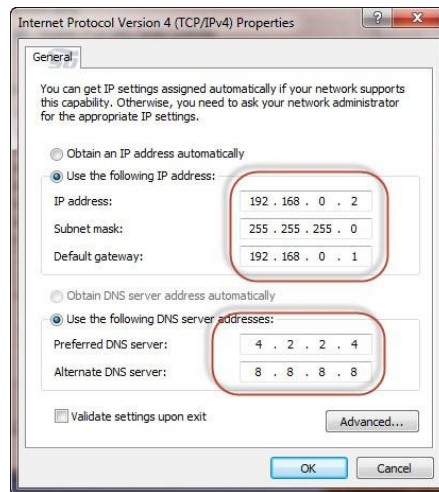 Internet Protocol Version 4 (TCP/IPv4) Properties
General
You can get IP settings assigned automatically if your network supports
this capability. Otherwise, you need to ask your network administrator
for the appropriate IP settings.
Obtain an IP address automatically
Use the following IP address:
IP address: 192 . 168 . 0 . 2
Subnet mask: 255 . 255 . 255 . 0
Default gateway: 192 . 168 . 0 . 1
Obtain DNS server address automatically
Use the following DNS server addresses:
Preferred DNS server: 4 . 2 . 2 . 4
Alternate DNS server: 8 . 8 . 8 . 8
Validate settings upon exit
Advanced...
OK Cancel